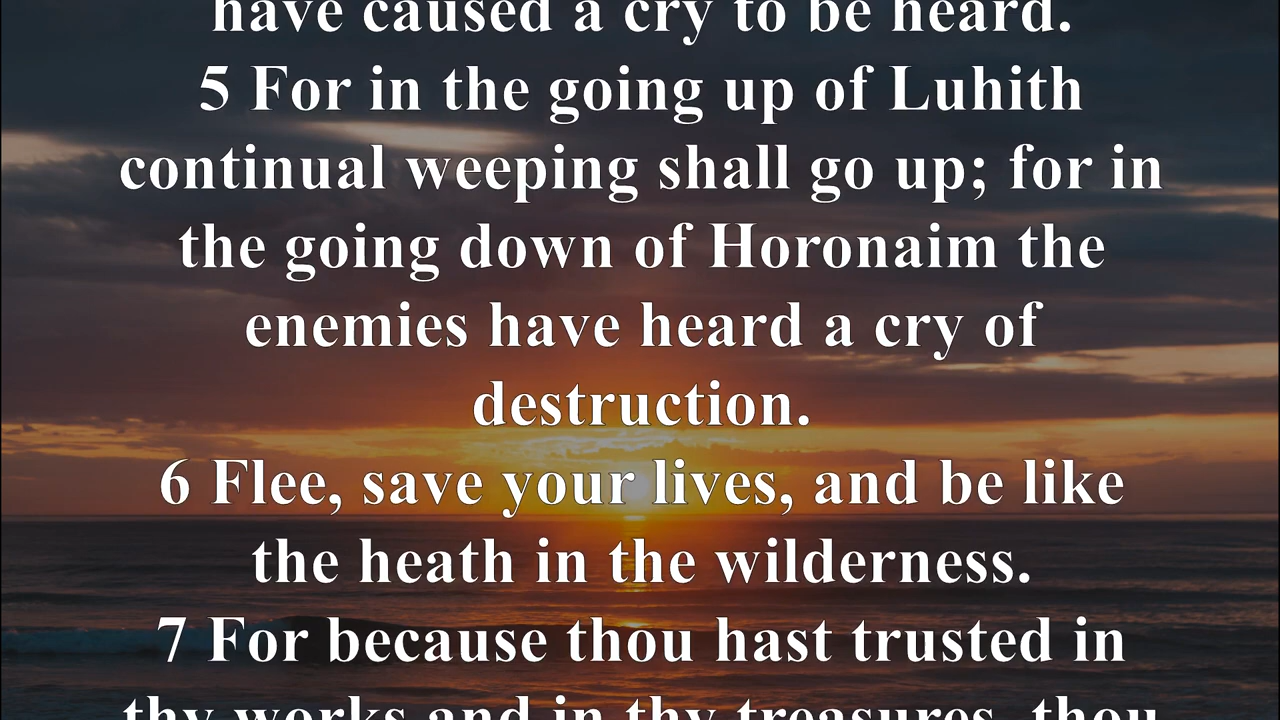 have caused a cry to be heard.
5 For in the going up of Luhith
continual weeping shall go up; for in
the going down of Horonaim the
enemies have heard a cry of
destruction.
6 Flee, save your lives, and be like
the heath in the wilderness.
7 For because thou hast trusted in
thy works and in thy treasures, thou